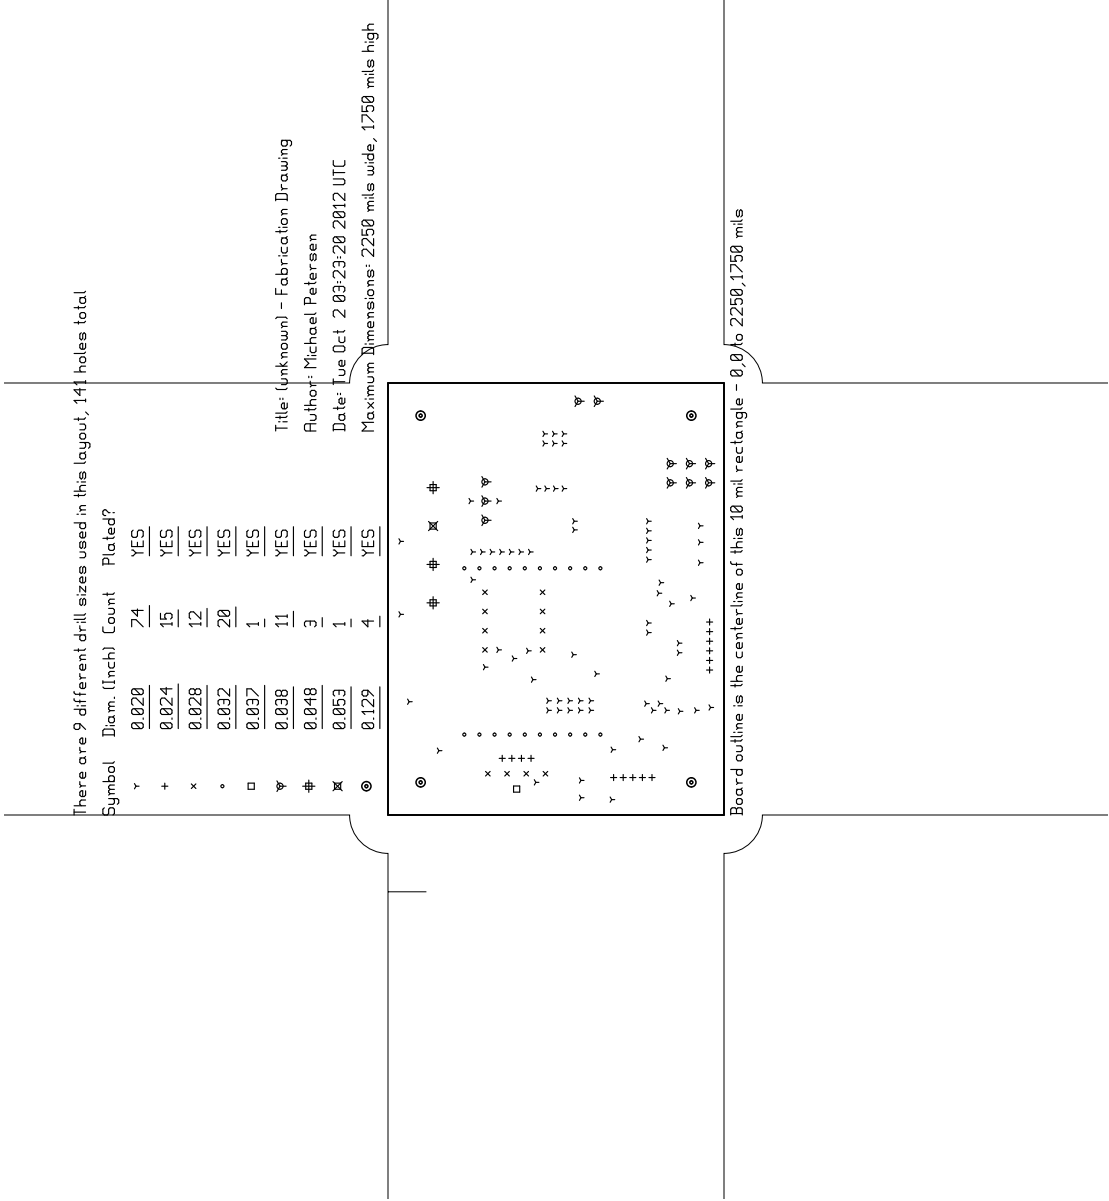 There are 9 different drill sizes used in this layout, 141 holes total
Symbol Diam. (Inch) Count Plated?
0.020 74 YES
0.024 15 YES
0.028 12 YES
0.032 20 YES
0.037 1 YES
0.038 11 YES
0.048 3 YES
0.053 1 YES
0.129 4 YES
Title: (unknown) - Fabrication Drawing
Author: Michael Petersen
Date: Tue Oct 2 03:23:20 2012 UTC
Maximum Dimensions: 2250 mils wide, 1750 mils high
Board outline is the centerline of this 10 mil rectangle - 0,0 to 2250,1750 mils